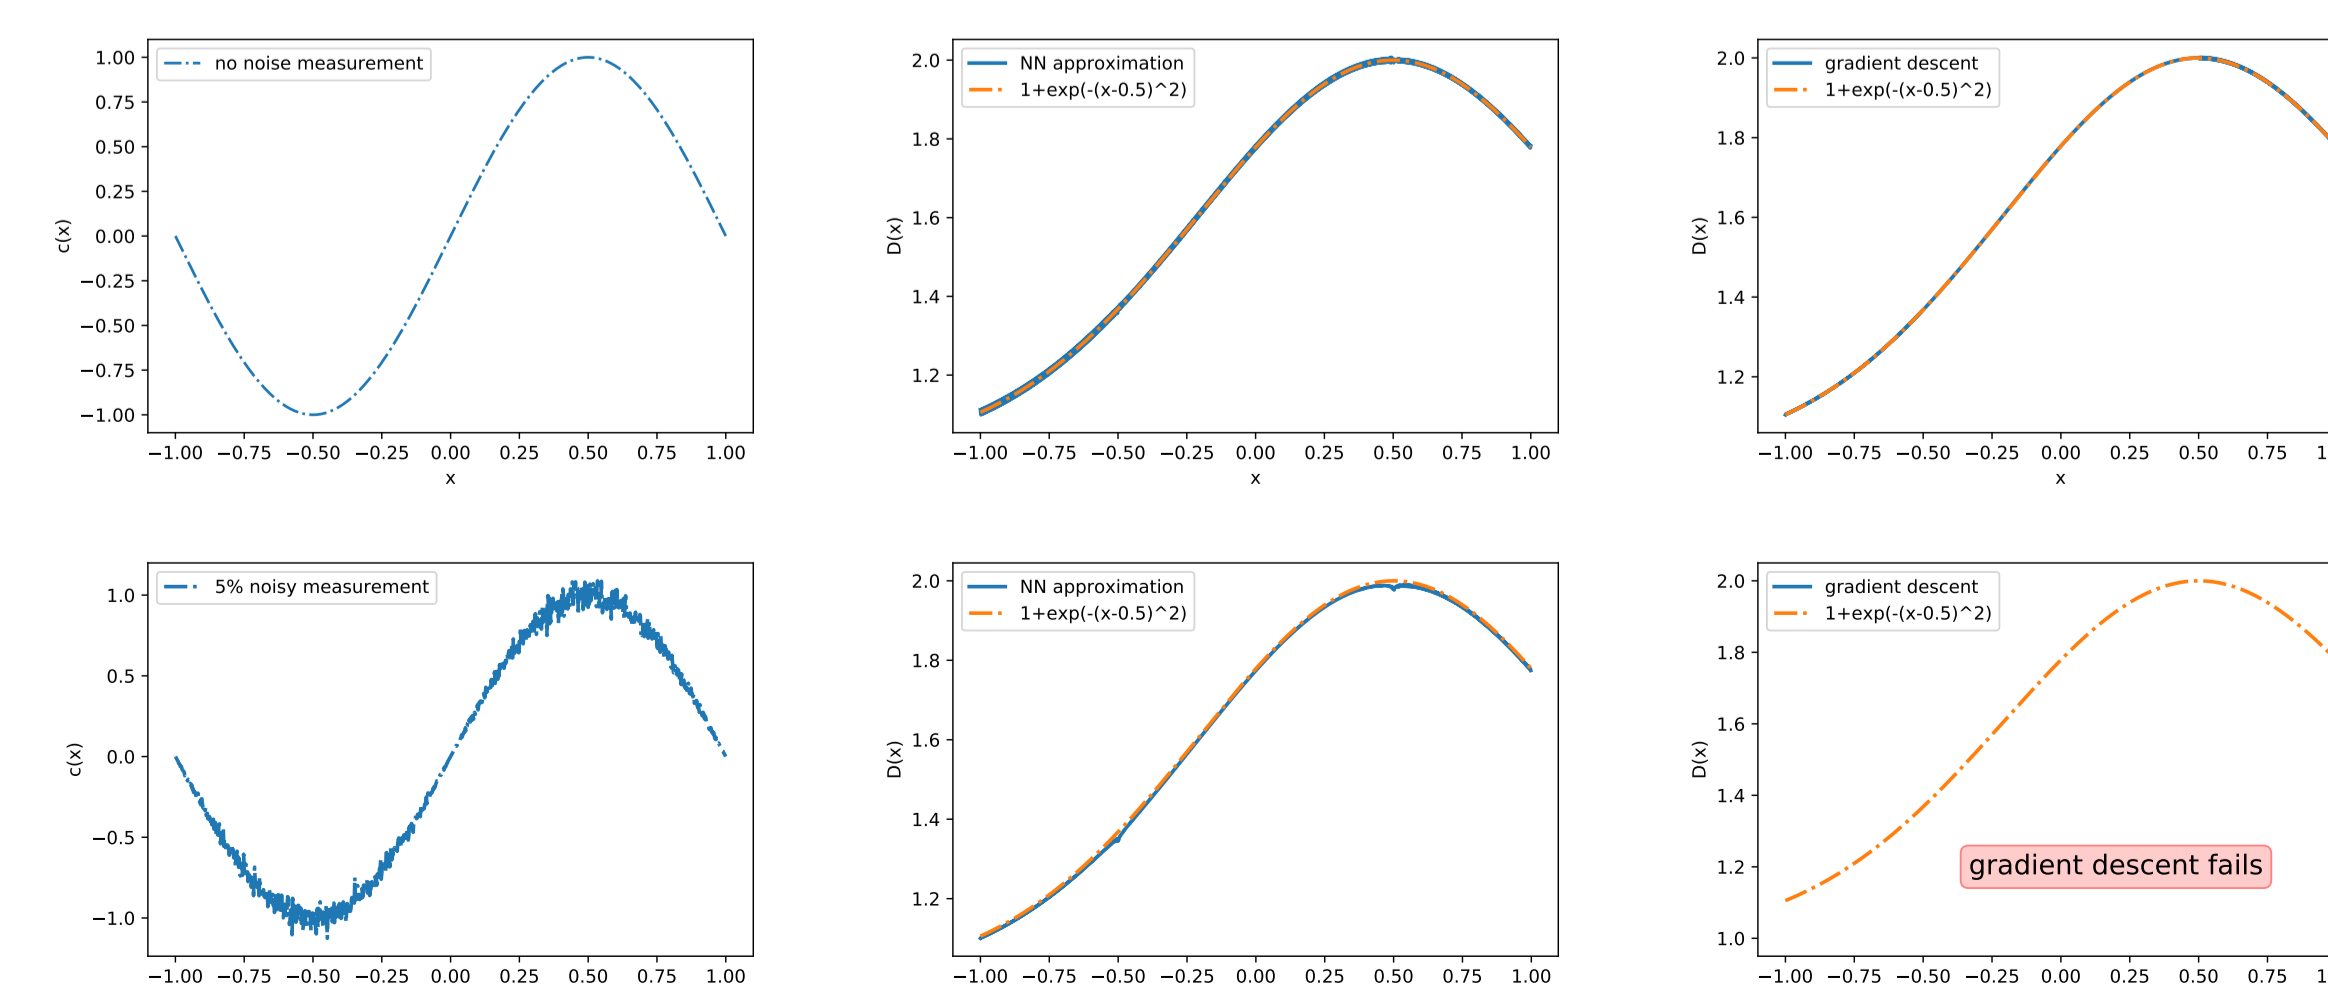 no noise measurement
1.00
0.75
0.50
0.25
0.00
−0.25
−0.50
−0.75
−1.00
c(x)
−1.00 −0.75 −0.50 −0.25 0.00 0.25 0.50 0.75 1.00
x
NN approximation
1+exp(-(x-0.5)^2)
2.0
1.8
1.6
1.4
1.2
D(x)
−1.00 −0.75 −0.50 −0.25 0.00 0.25 0.50 0.75 1.00
x
gradient descent
1+exp(-(x-0.5)^2)
2.0
1.8
1.6
1.4
1.2
D(x)
−1.00 −0.75 −0.50 −0.25 0.00 0.25 0.50 0.75
x
5% noisy measurement
1.0
0.5
0.0
−0.5
−1.0
c(x)
−1.00 −0.75 −0.50 −0.25 0.00 0.25 0.50 0.75 1.00
NN approximation
1+exp(-(x-0.5)^2)
2.0
1.8
1.6
1.4
1.2
D(x)
−1.00 −0.75 −0.50 −0.25 0.00 0.25 0.50 0.75 1.00
gradient descent
1+exp(-(x-0.5)^2)
2.0
1.8
1.6
1.4
1.2
1.0
D(x)
gradient descent fails
−1.00 −0.75 −0.50 −0.25 0.00 0.25 0.50 0.75